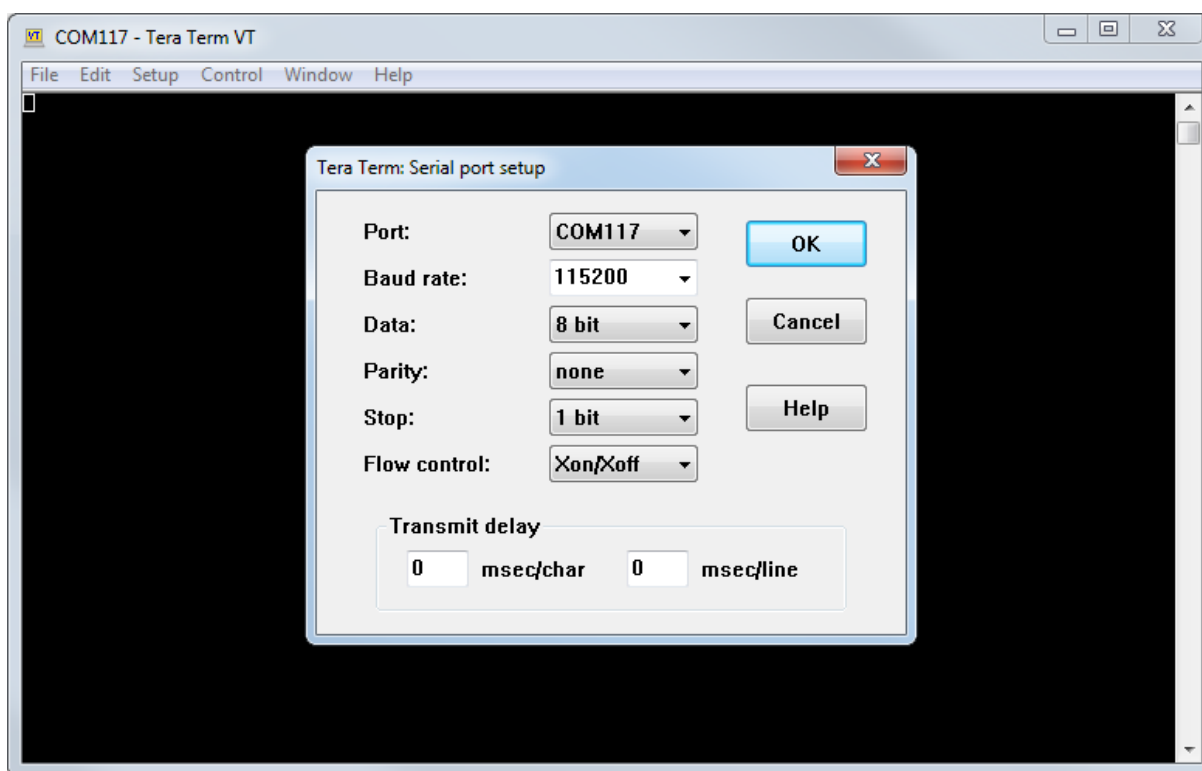 COM117 - Tera Term VT
File Edit Setup Control Window Help
Tera Term: Serial port setup
Port: COM117 OK
Baud rate: 115200
Data: 8 bit Cancel
Parity: none
Stop: 1 bit Help
Flow control: Xon/Xoff
Transmit delay
0 msec/char 0 msec/line